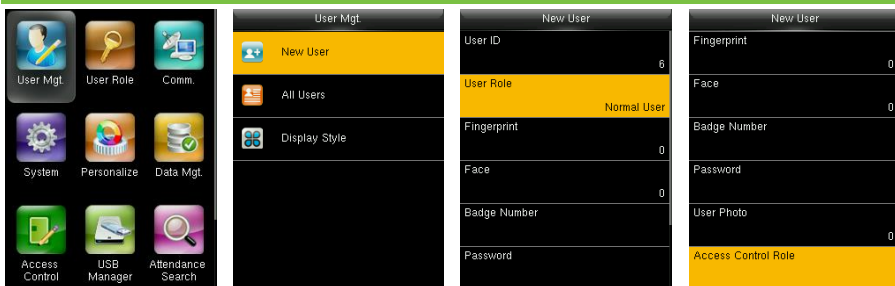 User Mgt.
User Role
Comm.
System
Personalize
Data Mgt.
Access
Control
USB
Manager
Attendance
Search
User Mgt.
New User
All Users
Display Style
New User
User ID
6
User Role
Normal User
Fingerprint
0
Face
0
Badge Number
Password
New User
Fingerprint
0
Face
0
Badge Number
Password
User Photo
0
Access Control Role